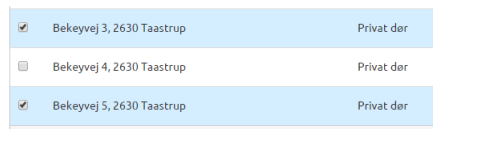 Bekeyvej 3, 2630 Taastrup Privat dør
Bekeyvej 4, 2630 Taastrup Privat dør
Bekeyvej 5, 2630 Taastrup Privat dør